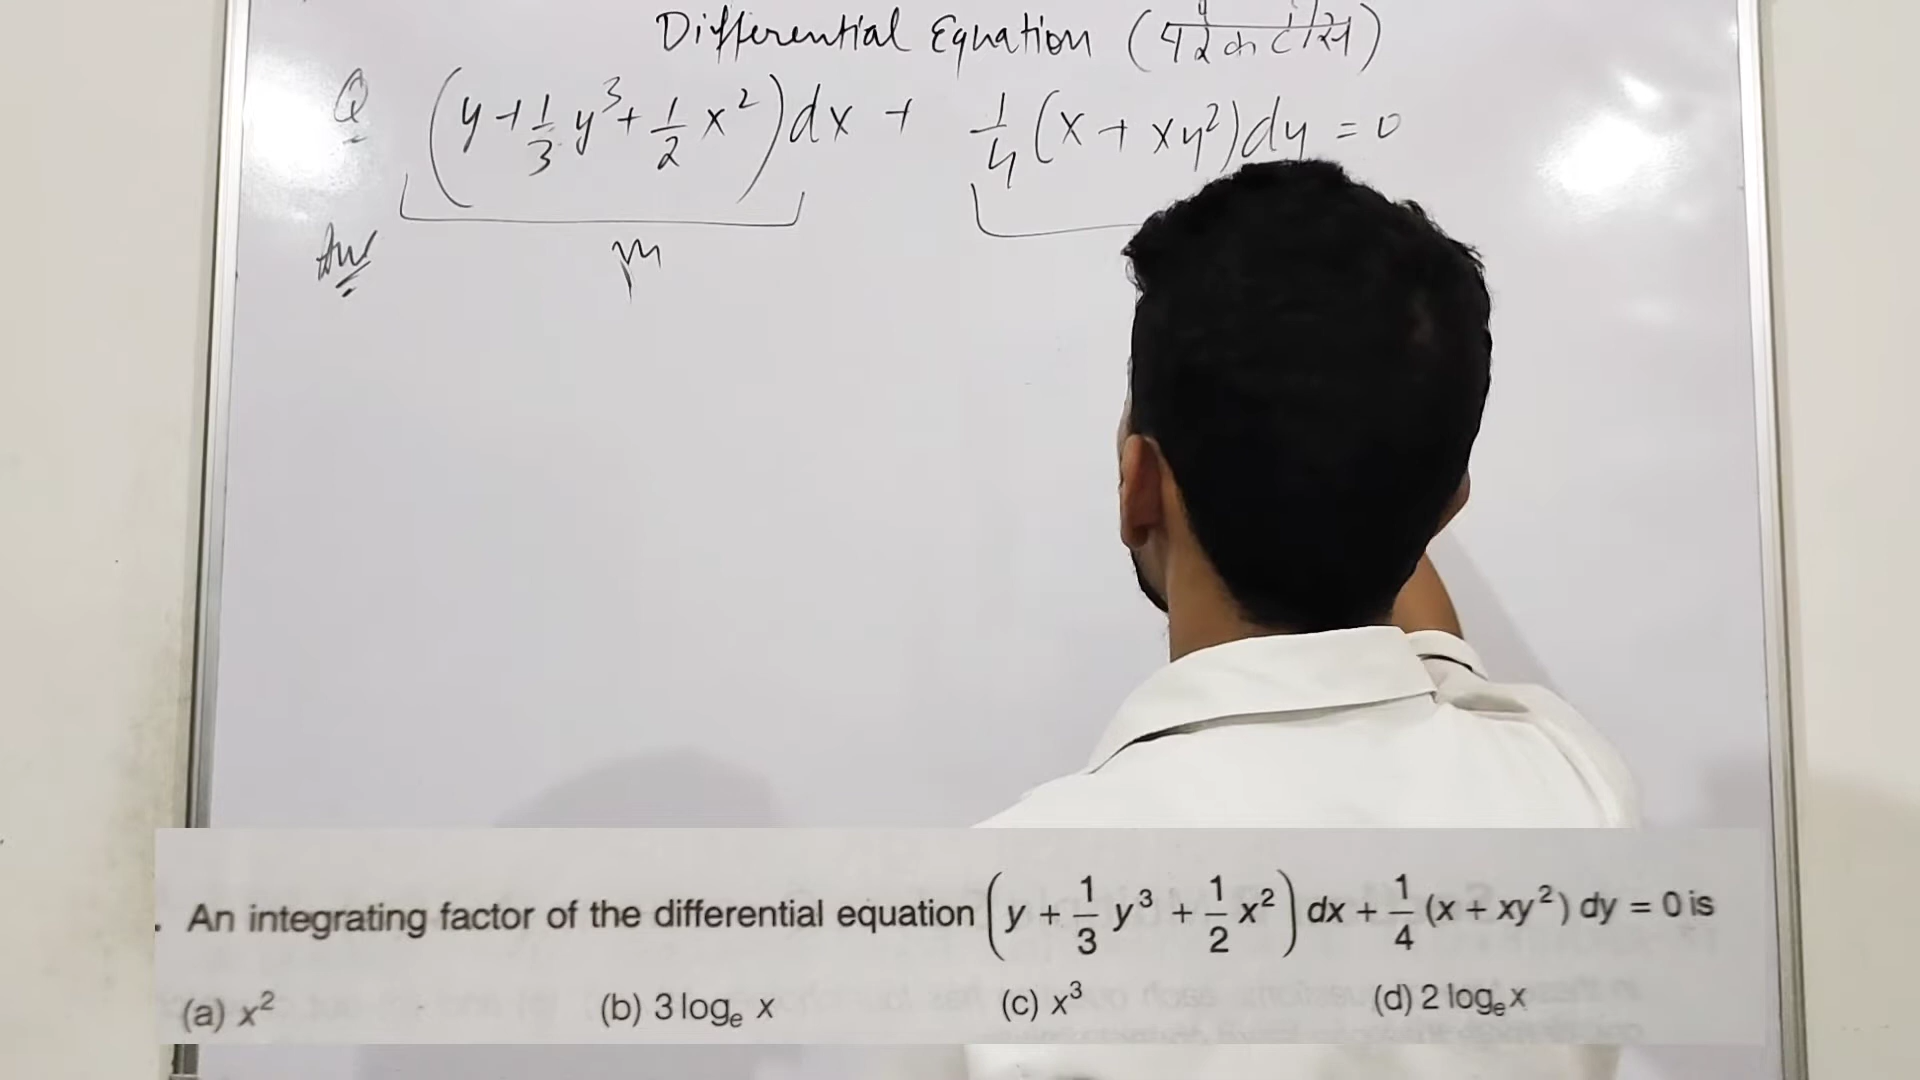 Differential Equation (
Q (y + 1/3 y³ + 1/2 x²) dx + 1/4 (x + xy²) dy = 0
Ans M
. An integrating factor of the differential equation (y + 1/3 y³ + 1/2 x²) dx + 1/4 (x + xy²) dy = 0 is
(a) x² (b) 3 logₑ x (c) x³ (d) 2 logₑ x